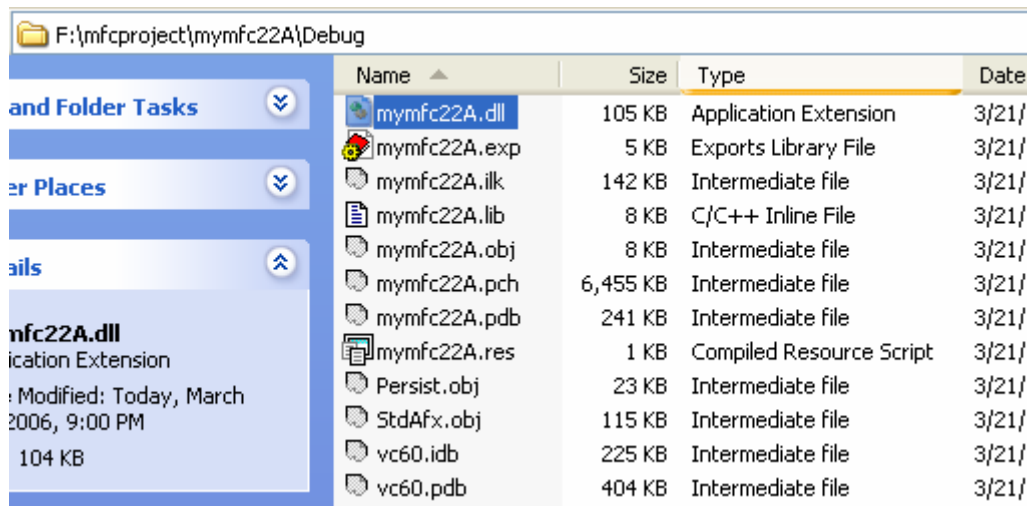 F:\mfcproject\mymfc22A\Debug
Name Size Type Date
and Folder Tasks
er Places
ails
mfc22A.dll
ication Extension
e Modified: Today, March
2006, 9:00 PM
104 KB
mymfc22A.dll 105 KB Application Extension 3/21/
mymfc22A.exp 5 KB Exports Library File 3/21/
mymfc22A.ilk 142 KB Intermediate file 3/21/
mymfc22A.lib 8 KB C/C++ Inline File 3/21/
mymfc22A.obj 8 KB Intermediate file 3/21/
mymfc22A.pch 6,455 KB Intermediate file 3/21/
mymfc22A.pdb 241 KB Intermediate file 3/21/
mymfc22A.res 1 KB Compiled Resource Script 3/21/
Persist.obj 23 KB Intermediate file 3/21/
StdAfx.obj 115 KB Intermediate file 3/21/
vc60.idb 225 KB Intermediate file 3/21/
vc60.pdb 404 KB Intermediate file 3/21/